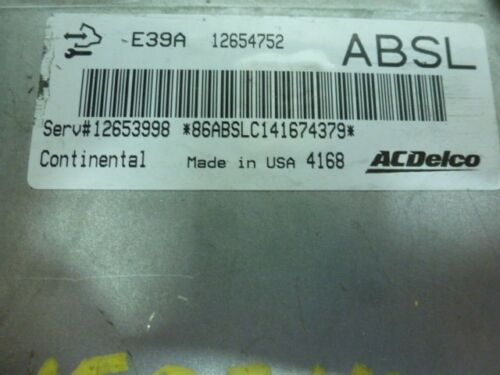 E39A 12654752 ABSL
Serv#12653998 *86ABSLC141674379*
Continental Made in USA 4168 ACDelco